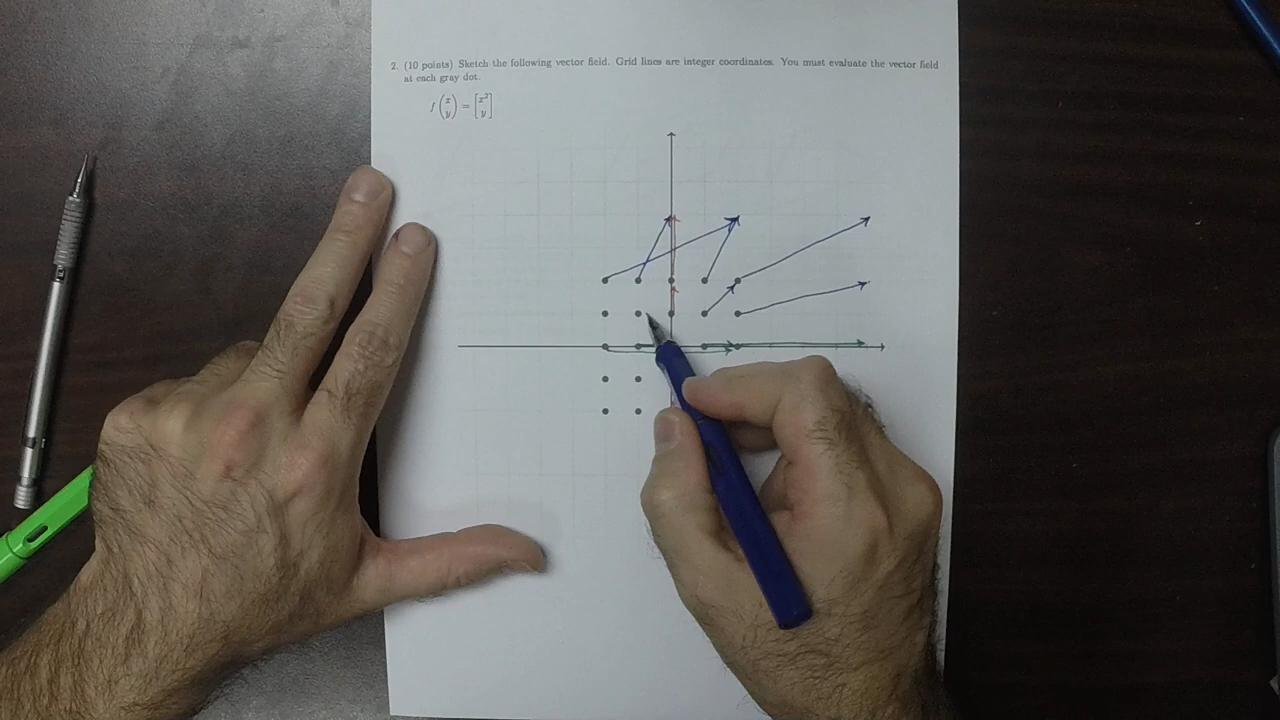 2. (10 points) Sketch the following vector field. Grid lines are integer coordinates. You must evaluate the vector field
at each gray dot.
f(x y) = [x² y]